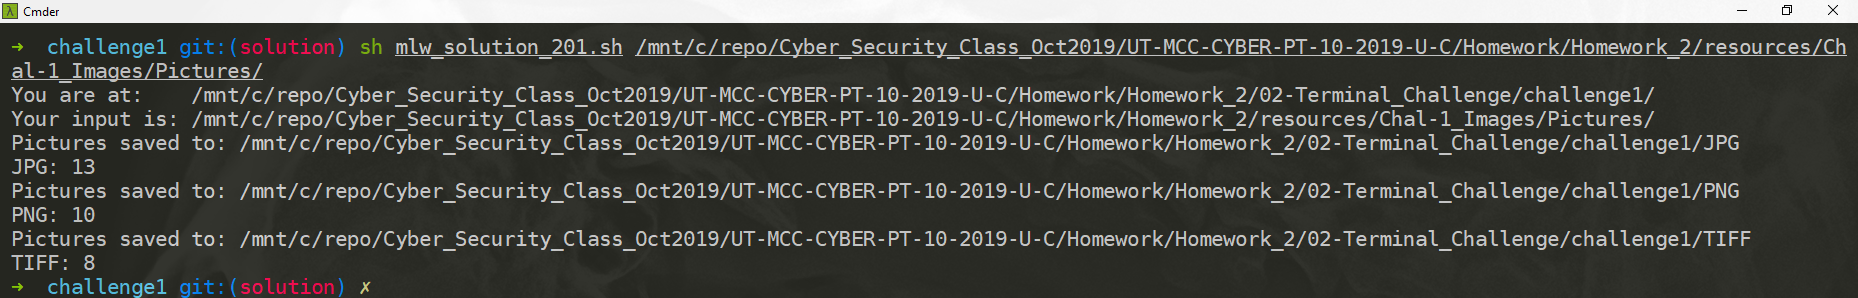 λ Cmder
→ challenge1 git:(solution) sh mlw_solution_201.sh /mnt/c/repo/Cyber_Security_Class_Oct2019/UT-MCC-CYBER-PT-10-2019-U-C/Homework/Homework_2/resources/Ch
al-1_Images/Pictures/
You are at:    /mnt/c/repo/Cyber_Security_Class_Oct2019/UT-MCC-CYBER-PT-10-2019-U-C/Homework/Homework_2/02-Terminal_Challenge/challenge1/
Your input is: /mnt/c/repo/Cyber_Security_Class_Oct2019/UT-MCC-CYBER-PT-10-2019-U-C/Homework/Homework_2/resources/Chal-1_Images/Pictures/
Pictures saved to: /mnt/c/repo/Cyber_Security_Class_Oct2019/UT-MCC-CYBER-PT-10-2019-U-C/Homework/Homework_2/02-Terminal_Challenge/challenge1/JPG
JPG: 13
Pictures saved to: /mnt/c/repo/Cyber_Security_Class_Oct2019/UT-MCC-CYBER-PT-10-2019-U-C/Homework/Homework_2/02-Terminal_Challenge/challenge1/PNG
PNG: 10
Pictures saved to: /mnt/c/repo/Cyber_Security_Class_Oct2019/UT-MCC-CYBER-PT-10-2019-U-C/Homework/Homework_2/02-Terminal_Challenge/challenge1/TIFF
TIFF: 8
→ challenge1 git:(solution) ✗